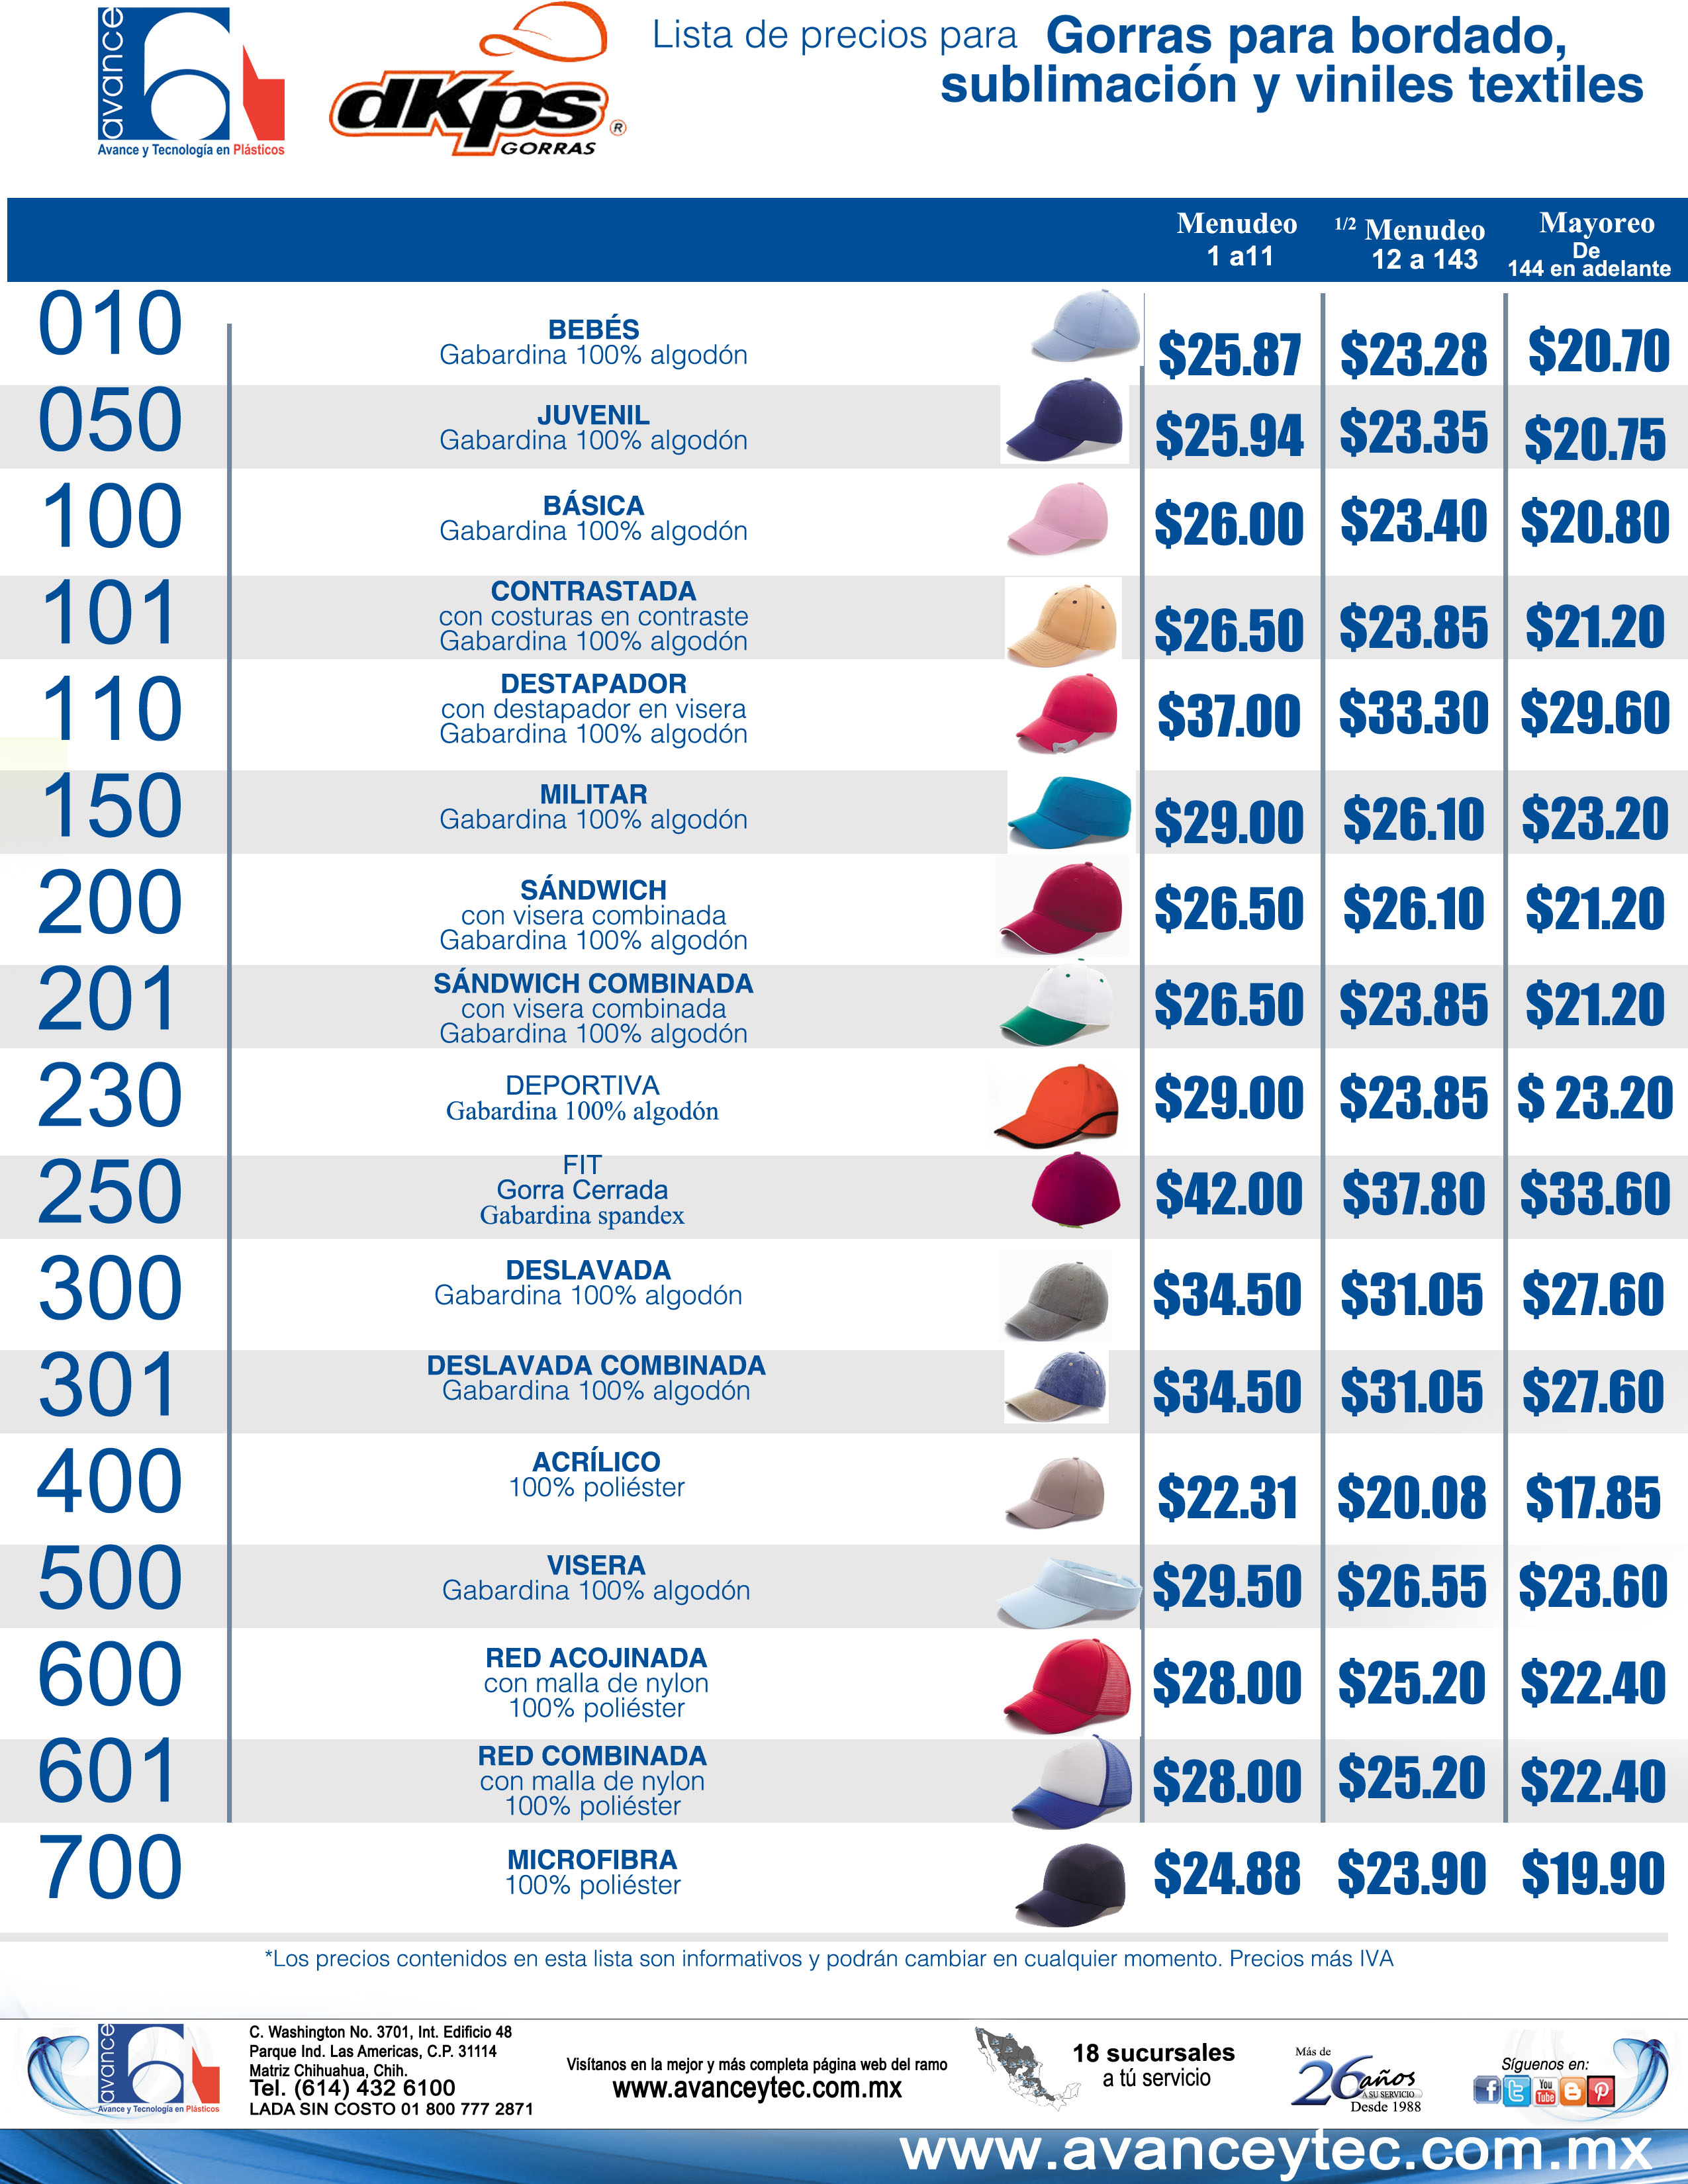 avance
Avance y Tecnología en Plásticos
dKps
GORRAS
®
Lista de precios para Gorras para bordado,
sublimación y viniles textiles
Menudeo
1 a11
1/2 Menudeo
12 a 143
Mayoreo
De
144 en adelante
010
BEBÉS
Gabardina 100% algodón
$25.87 $23.28 $20.70
050
JUVENIL
Gabardina 100% algodón
$25.94 $23.35 $20.75
100
BÁSICA
Gabardina 100% algodón
$26.00 $23.40 $20.80
101
CONTRASTADA
con costuras en contraste
Gabardina 100% algodón
$26.50 $23.85 $21.20
110
DESTAPADOR
con destapador en visera
Gabardina 100% algodón
$37.00 $33.30 $29.60
150
MILITAR
Gabardina 100% algodón
$29.00 $26.10 $23.20
200
SÁNDWICH
con visera combinada
Gabardina 100% algodón
$26.50 $26.10 $21.20
201
SÁNDWICH COMBINADA
con visera combinada
Gabardina 100% algodón
$26.50 $23.85 $21.20
230
DEPORTIVA
Gabardina 100% algodón
$29.00 $23.85 $ 23.20
250
FIT
Gorra Cerrada
Gabardina spandex
$42.00 $37.80 $33.60
300
DESLAVADA
Gabardina 100% algodón
$34.50 $31.05 $27.60
301
DESLAVADA COMBINADA
Gabardina 100% algodón
$34.50 $31.05 $27.60
400
ACRÍLICO
100% poliéster
$22.31 $20.08 $17.85
500
VISERA
Gabardina 100% algodón
$29.50 $26.55 $23.60
600
RED ACOJINADA
con malla de nylon
100% poliéster
$28.00 $25.20 $22.40
601
RED COMBINADA
con malla de nylon
100% poliéster
$28.00 $25.20 $22.40
700
MICROFIBRA
100% poliéster
$24.88 $23.90 $19.90
*Los precios contenidos en esta lista son informativos y podrán cambiar en cualquier momento. Precios más IVA
avance
Avance y Tecnología en Plásticos
C. Washington No. 3701, Int. Edificio 48
Parque Ind. Las Americas, C.P. 31114
Matriz Chihuahua, Chih.
Tel. (614) 432 6100
LADA SIN COSTO 01 800 777 2871
Visítanos en la mejor y más completa página web del ramo
www.avanceytec.com.mx
18 sucursales
a tú servicio
Más de
26 años
A SU SERVICIO
Desde 1988
Síguenos en:
You
Tube
www.avanceytec.com.mx